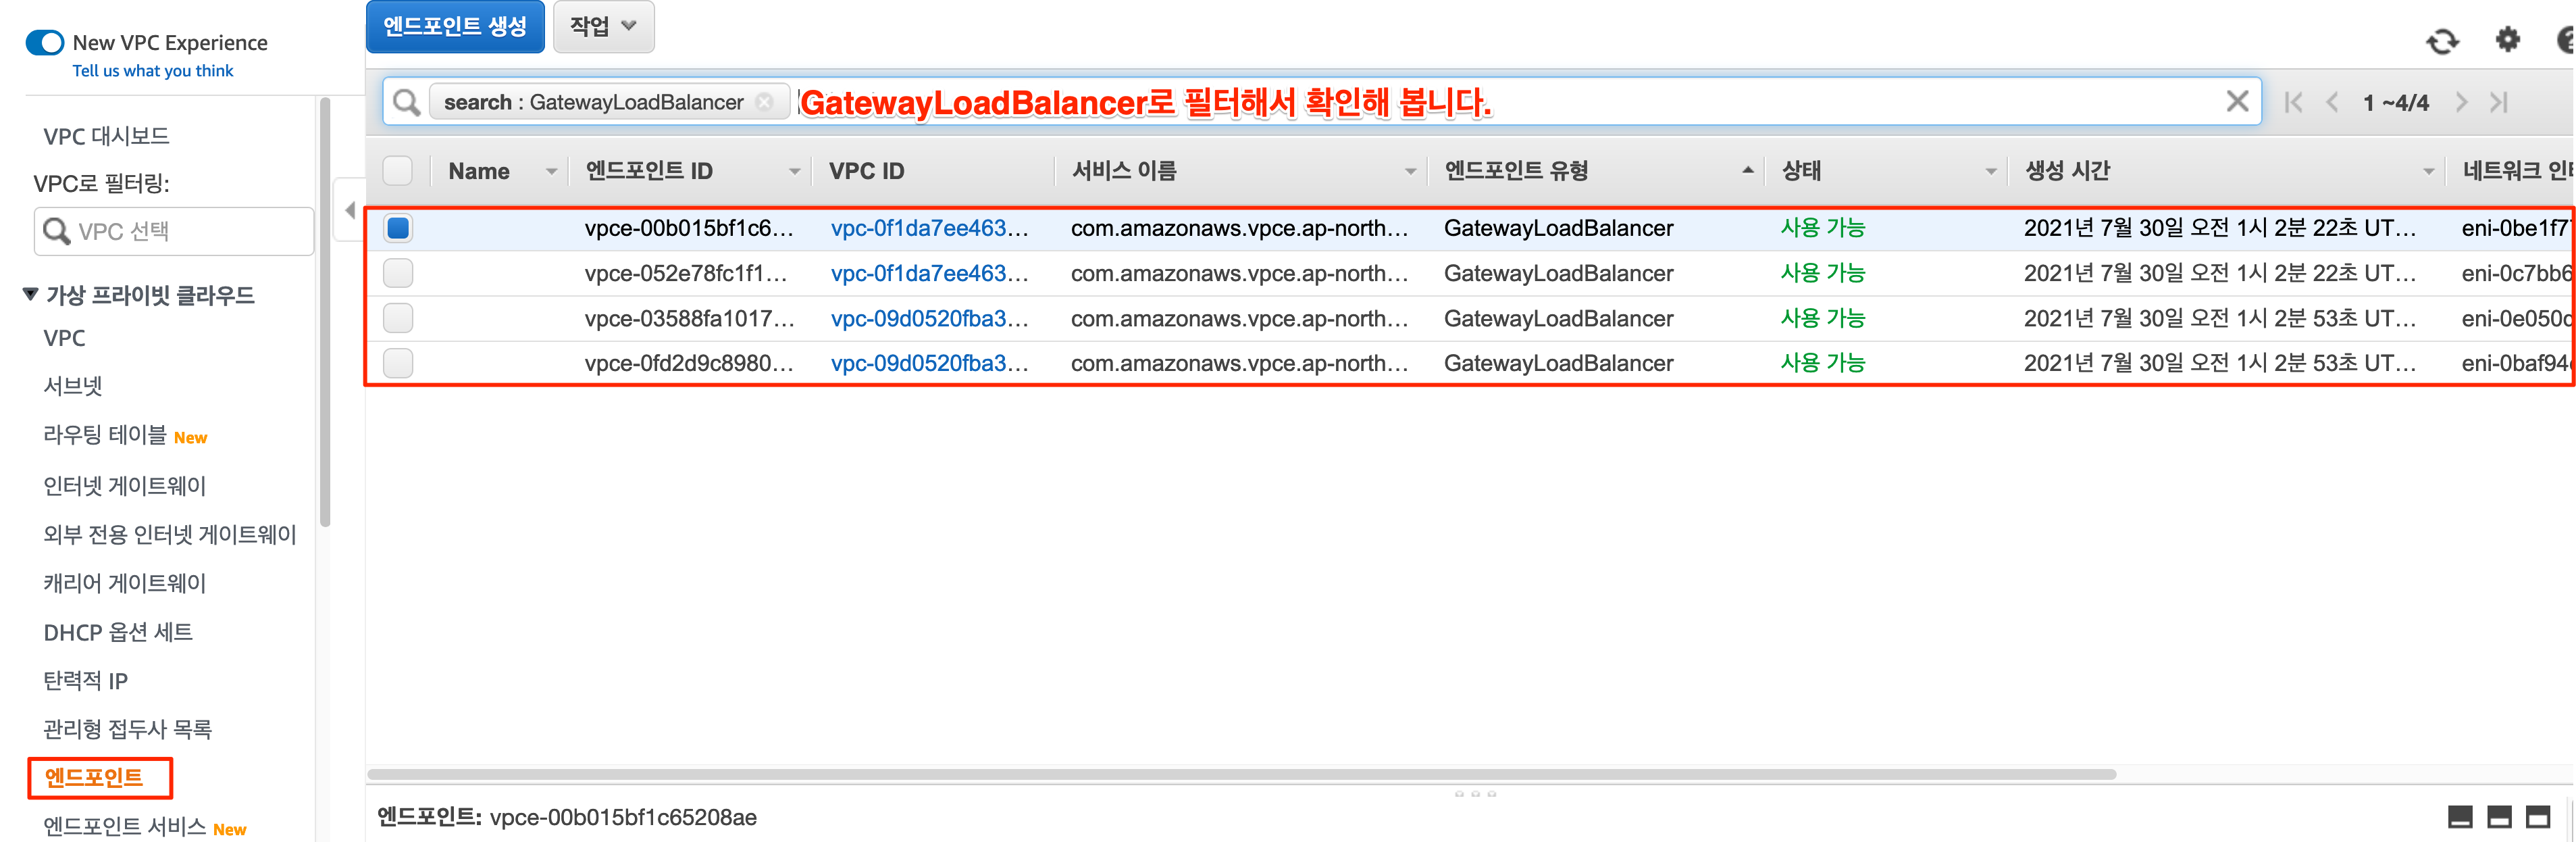 New VPC Experience
Tell us what you think
VPC 대시보드
VPC로 필터링:
VPC 선택
가상 프라이빗 클라우드
VPC
서브넷
라우팅 테이블 New
인터넷 게이트웨이
외부 전용 인터넷 게이트웨이
캐리어 게이트웨이
DHCP 옵션 세트
탄력적 IP
관리형 접두사 목록
엔드포인트
엔드포인트 서비스 New
엔드포인트 생성 작업
search : GatewayLoadBalancer GatewayLoadBalancer로 필터해서 확인해 봅니다. 1 ~4/4
Name 엔드포인트 ID VPC ID 서비스 이름 엔드포인트 유형 상태 생성 시간 네트워크
vpce-00b015bf1c6... vpc-0f1da7ee463... com.amazonaws.vpce.ap-north... GatewayLoadBalancer 사용 가능 2021년 7월 30일 오전 1시 2분 22초 UT... eni-0be1f7
vpce-052e78fc1f1... vpc-0f1da7ee463... com.amazonaws.vpce.ap-north... GatewayLoadBalancer 사용 가능 2021년 7월 30일 오전 1시 2분 22초 UT... eni-0c7bb6
vpce-03588fa1017... vpc-09d0520fba3... com.amazonaws.vpce.ap-north... GatewayLoadBalancer 사용 가능 2021년 7월 30일 오전 1시 2분 53초 UT... eni-0e050c
vpce-0fd2d9c8980... vpc-09d0520fba3... com.amazonaws.vpce.ap-north... GatewayLoadBalancer 사용 가능 2021년 7월 30일 오전 1시 2분 53초 UT... eni-0baf94
엔드포인트: vpce-00b015bf1c65208ae